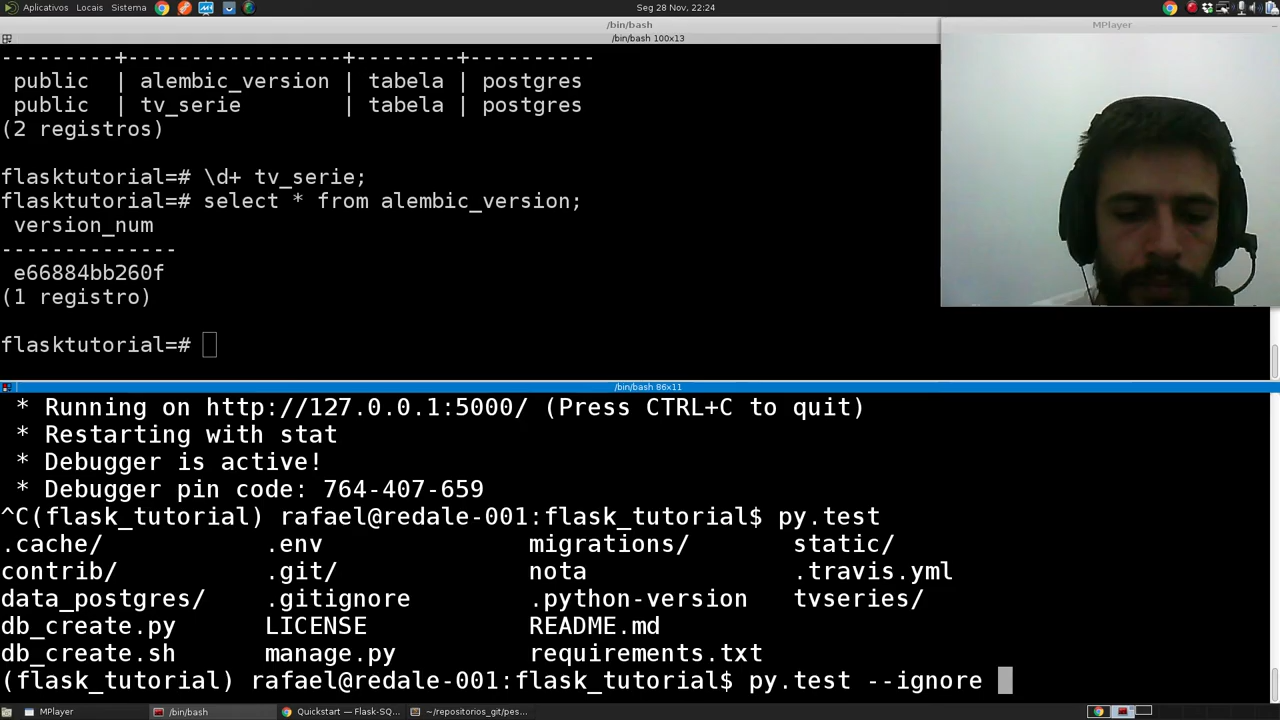 Aplicativos Locais Sistema
Seg 28 Nov, 22:24
/bin/bash
MPlayer
/bin/bash 100x13
---------+-----------------+--------+----------
public | alembic_version | tabela | postgres
public | tv_serie | tabela | postgres
(2 registros)
flasktutorial=# \d+ tv_serie;
flasktutorial=# select * from alembic_version;
version_num
--------------
e66884bb260f
(1 registro)
flasktutorial=#
/bin/bash 86x11
* Running on http://127.0.0.1:5000/ (Press CTRL+C to quit)
* Restarting with stat
* Debugger is active!
* Debugger pin code: 764-407-659
^C(flask_tutorial) rafael@redale-001:flask_tutorial$ py.test
.cache/ .env migrations/ static/
contrib/ .git/ nota .travis.yml
data_postgres/ .gitignore .python-version tvseries/
db_create.py LICENSE README.md
db_create.sh manage.py requirements.txt
(flask_tutorial) rafael@redale-001:flask_tutorial$ py.test --ignore
MPlayer
/bin/bash
Quickstart — Flask-SQ...
~/repositorios_git/pes...